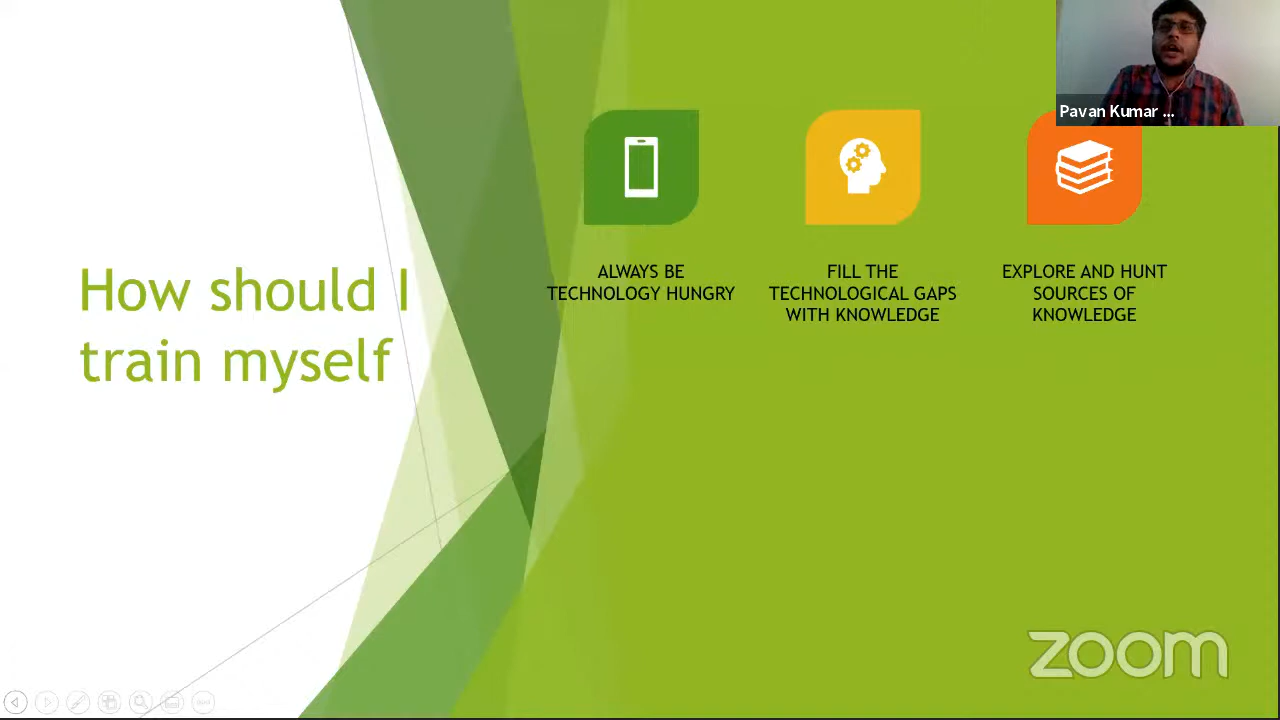 Pavan Kumar ...
How should I
train myself
ALWAYS BE
TECHNOLOGY HUNGRY
FILL THE
TECHNOLOGICAL GAPS
WITH KNOWLEDGE
EXPLORE AND HUNT
SOURCES OF
KNOWLEDGE
zoom